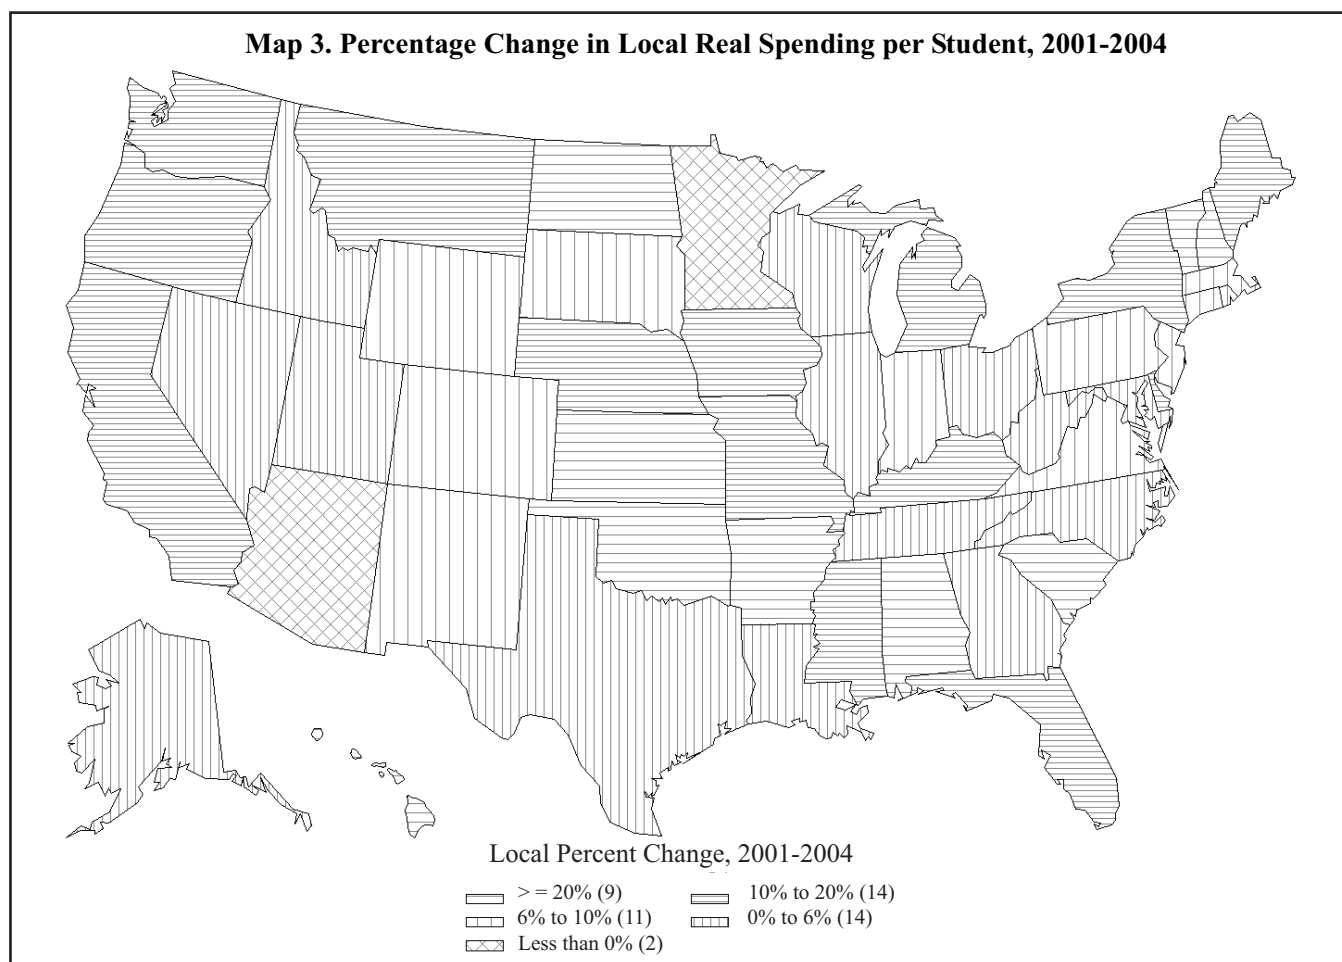 Map 3. Percentage Change in Local Real Spending per Student, 2001-2004
Local Percent Change, 2001-2004
> = 20% (9) 10% to 20% (14)
6% to 10% (11) 0% to 6% (14)
Less than 0% (2)